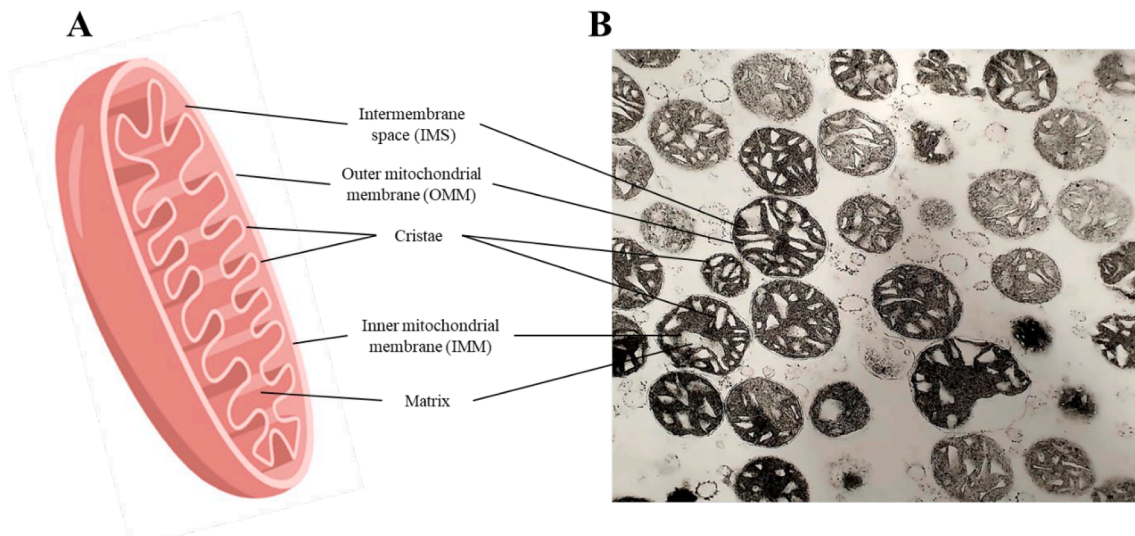 A
B
Intermembrane
space (IMS)
Outer mitochondrial
membrane (OMM)
Cristae
Inner mitochondrial
membrane (IMM)
Matrix